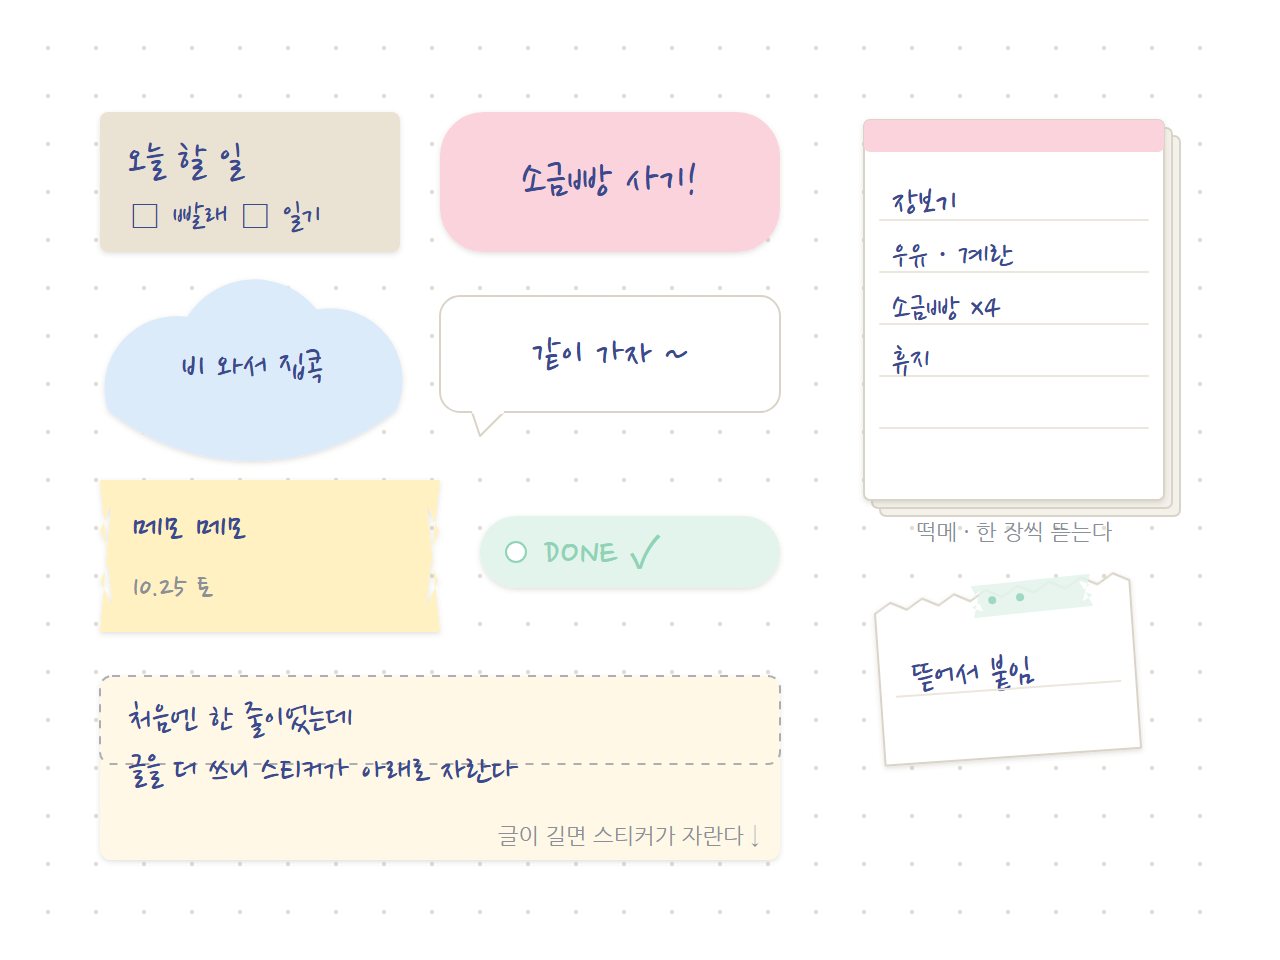 오늘 할 일
☐ 빨래 ☐ 일기
소금빵 사기!
비 와서 집콕
같이 가자 ~
메모 메모
10.25 토
DONE ✓
처음엔 한 줄이었는데
글을 더 쓰니 스티커가 아래로 자란다
글이 길면 스티커가 자란다 ↓
장보기
우유 · 계란
소금빵 x4
휴지
떡메 · 한 장씩 뜯는다
뜯어서 붙임